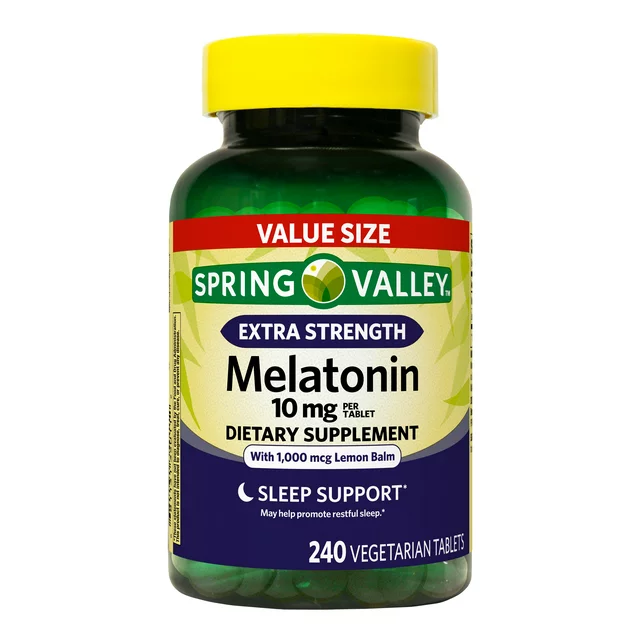 VALUE SIZE
SPRING VALLEY™
EXTRA STRENGTH
Melatonin
10 mg PER TABLET
DIETARY SUPPLEMENT
With 1,000 mcg Lemon Balm
SLEEP SUPPORT*
May help promote restful sleep.*
240 VEGETARIAN TABLETS